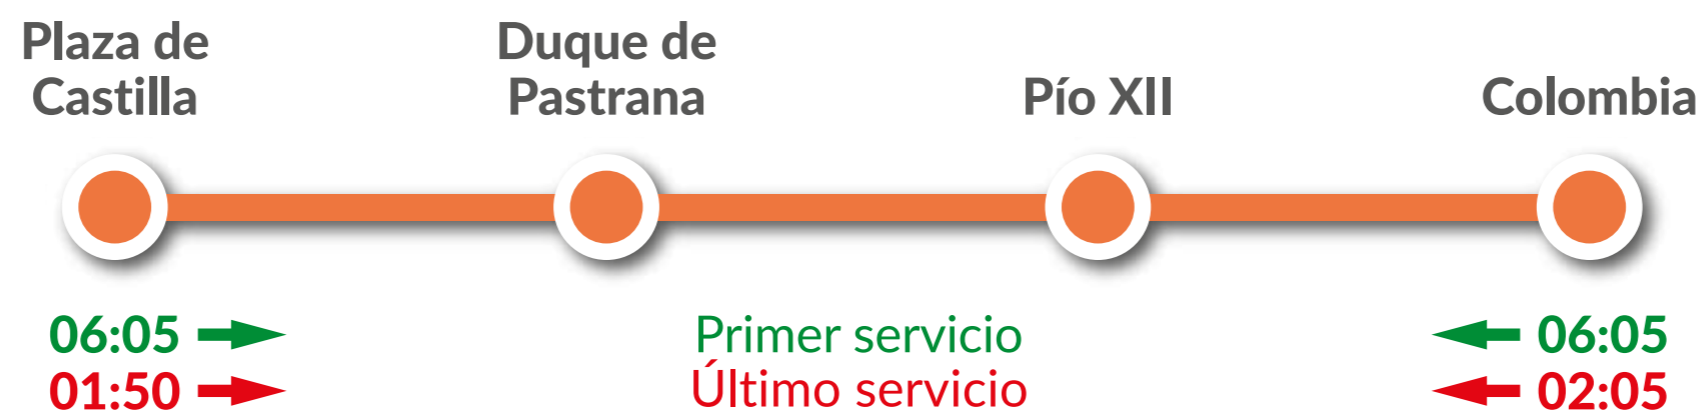 Plaza de
Castilla
Duque de
Pastrana
Pío XII
Colombia
06:05
Primer servicio
06:05
01:50
Último servicio
02:05